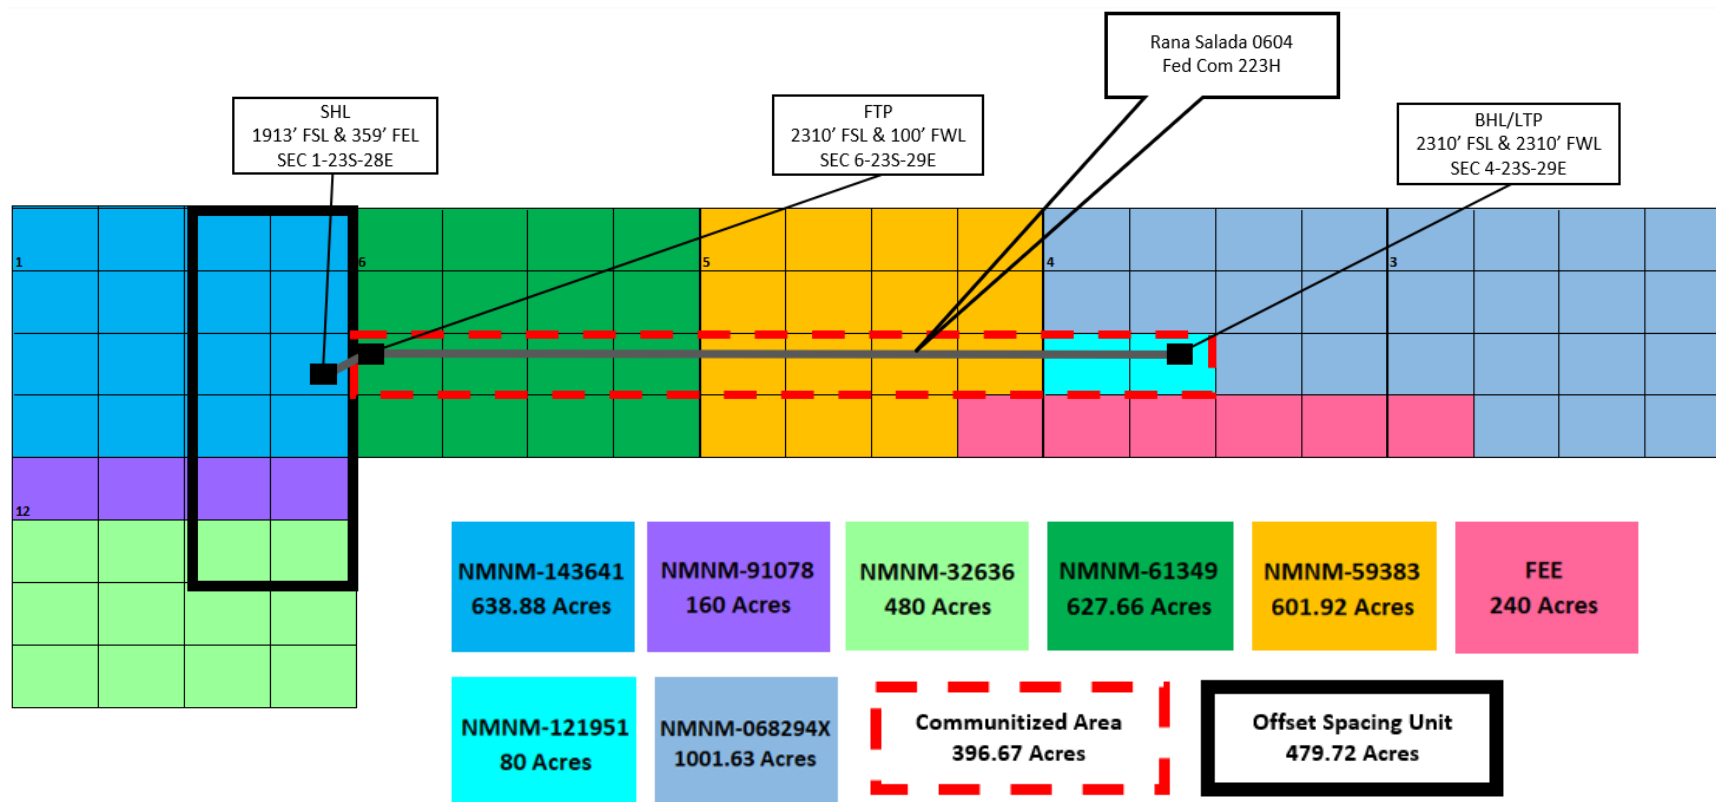 Rana Salada 0604
Fed Com 223H
SHL
1913’ FSL & 359’ FEL
SEC 1-23S-28E
FTP
2310’ FSL & 100’ FWL
SEC 6-23S-29E
BHL/LTP
2310’ FSL & 2310’ FWL
SEC 4-23S-29E
1
6
5
4
3
12
NMNM-143641
638.88 Acres
NMNM-91078
160 Acres
NMNM-32636
480 Acres
NMNM-61349
627.66 Acres
NMNM-59383
601.92 Acres
FEE
240 Acres
NMNM-121951
80 Acres
NMNM-068294X
1001.63 Acres
Communitized Area
396.67 Acres
Offset Spacing Unit
479.72 Acres